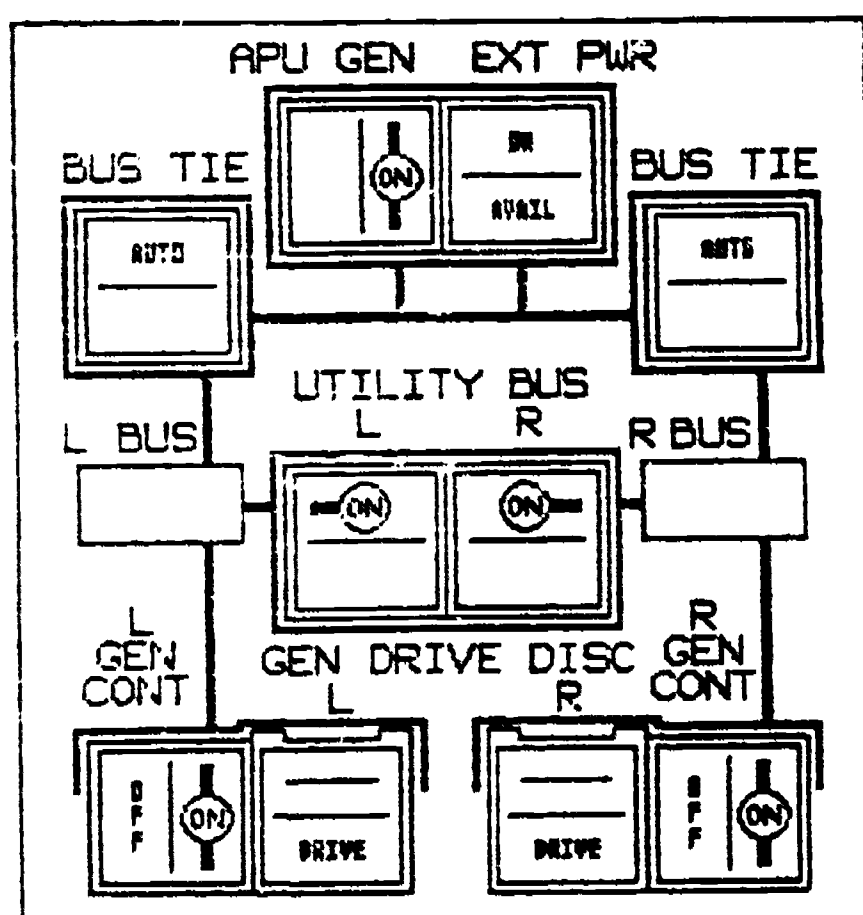 APU GEN EXT PWR
ON
ON
AVAIL
BUS TIE
BUS TIE
AUTO
AUTO
UTILITY BUS
L R
L BUS
R BUS
ON ON
L
GEN
CONT
GEN DRIVE DISC
L R
R
GEN
CONT
OFF
ON
DRIVE
DRIVE
OFF
ON